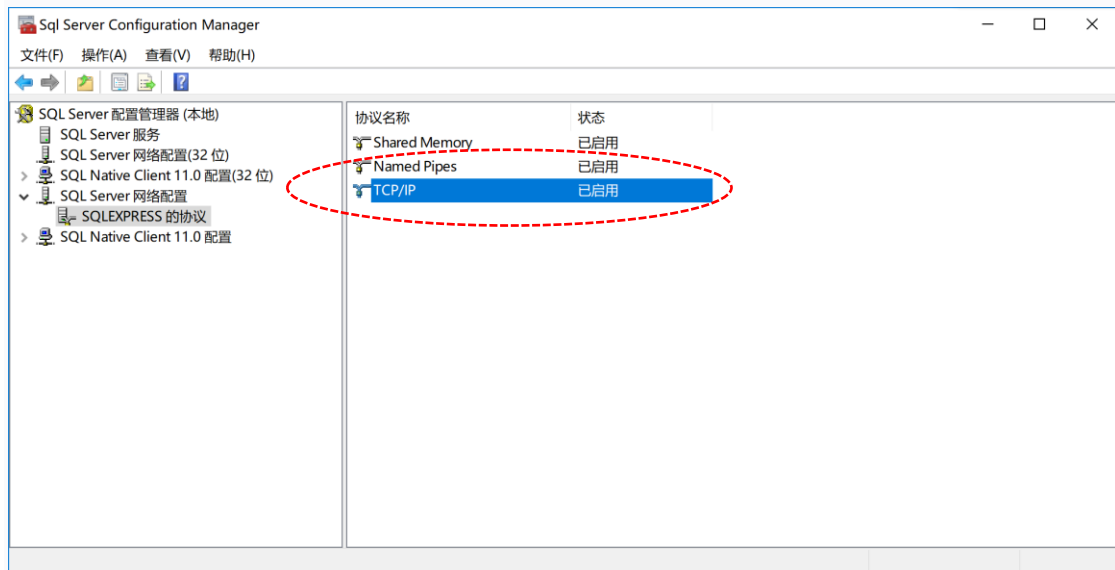 Sql Server Configuration Manager
文件(F) 操作(A) 查看(V) 帮助(H)
SQL Server 配置管理器 (本地)
SQL Server 服务
SQL Server 网络配置(32 位)
SQL Native Client 11.0 配置(32 位)
SQL Server 网络配置
SQLEXPRESS 的协议
SQL Native Client 11.0 配置
协议名称 状态
Shared Memory 已启用
Named Pipes 已启用
TCP/IP 已启用